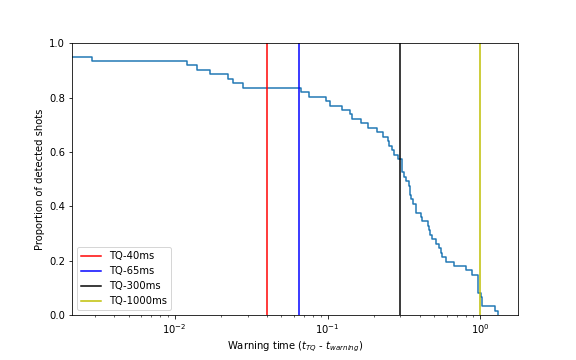 1.0
0.8
0.6
0.4
0.2
0.0
Proportion of detected shots
TQ-40ms
TQ-65ms
TQ-300ms
TQ-1000ms
10⁻² 10⁻¹ 10⁰
Warning time (t_TQ - t_warning)